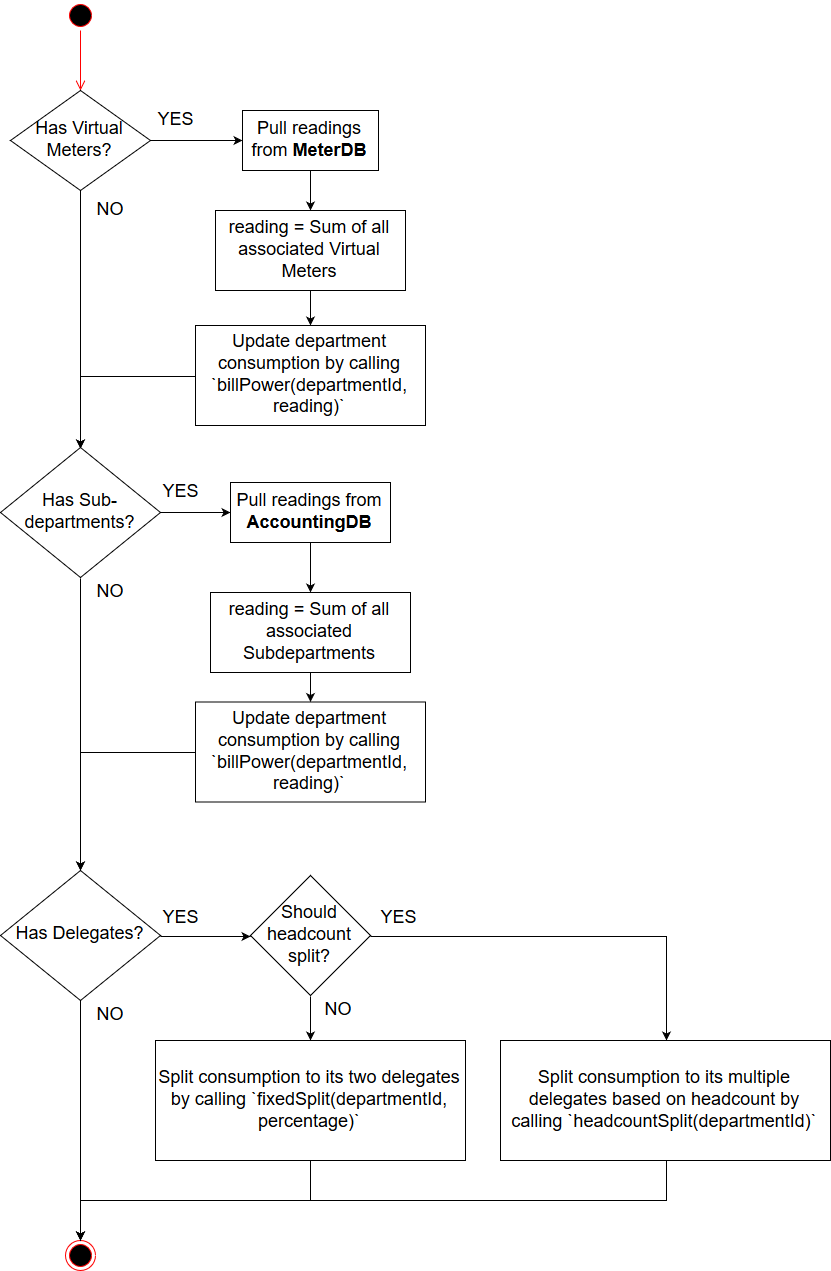 Has Virtual
Meters?
YES
Pull readings
from MeterDB
NO
reading = Sum of all
associated Virtual
Meters
Update department
consumption by calling
`billPower(departmentId,
reading)`
Has Sub-
departments?
YES
Pull readings from
AccountingDB
NO
reading = Sum of all
associated
Subdepartments
Update department
consumption by calling
`billPower(departmentId,
reading)`
Has Delegates?
YES
Should
headcount
split?
YES
NO
NO
Split consumption to its two delegates
by calling `fixedSplit(departmentId,
percentage)`
Split consumption to its multiple
delegates based on headcount by
calling `headcountSplit(departmentId)`